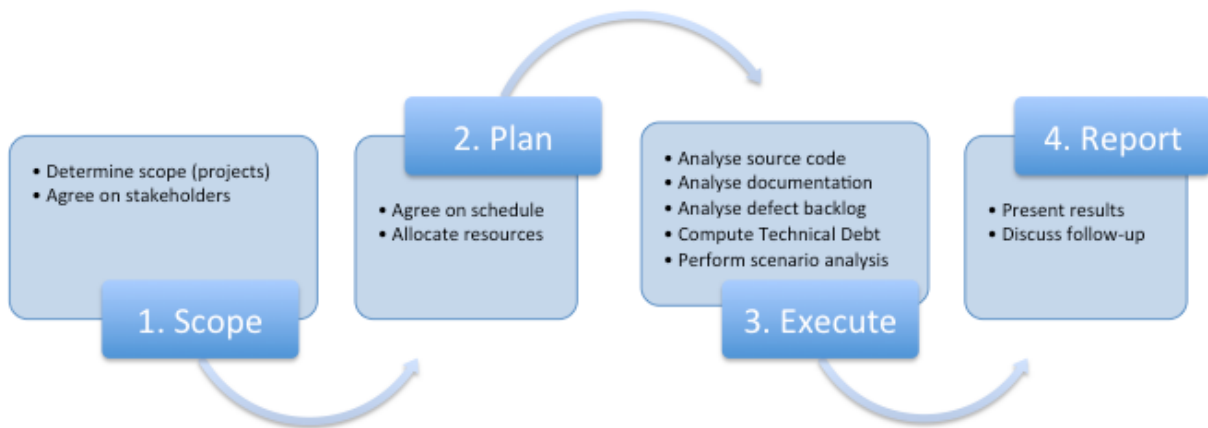 • Determine scope (projects)
• Agree on stakeholders
1. Scope
2. Plan
• Agree on schedule
• Allocate resources
• Analyse source code
• Analyse documentation
• Analyse defect backlog
• Compute Technical Debt
• Perform scenario analysis
3. Execute
4. Report
• Present results
• Discuss follow-up